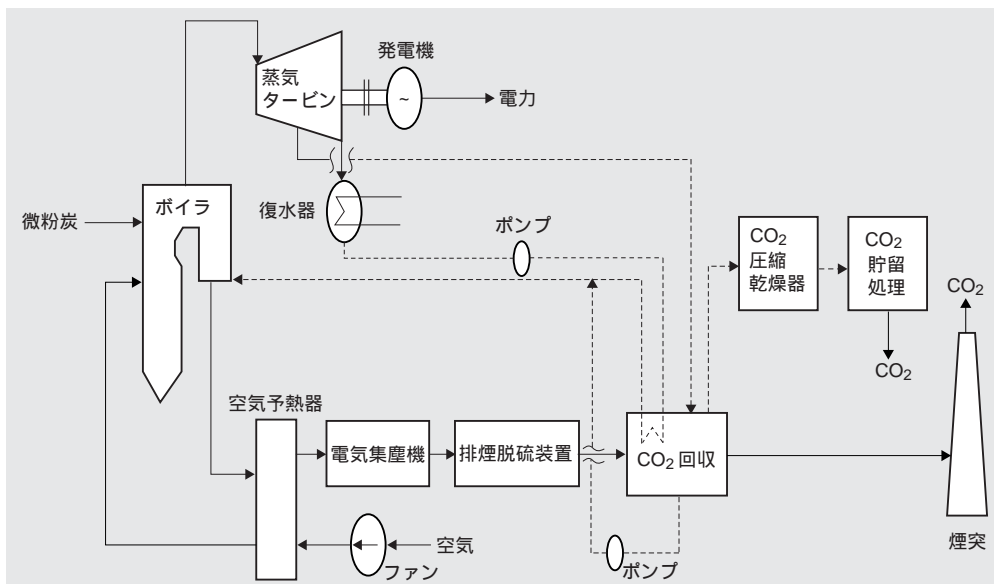 発電機
蒸気
タービン
~
電力
ボイラ
微粉炭
復水器
ポンプ
CO2
圧縮
乾燥器
CO2
貯留
処理
CO2
CO2
空気予熱器
電気集塵機
排煙脱硫装置
CO2 回収
空気
ファン
ポンプ
煙突